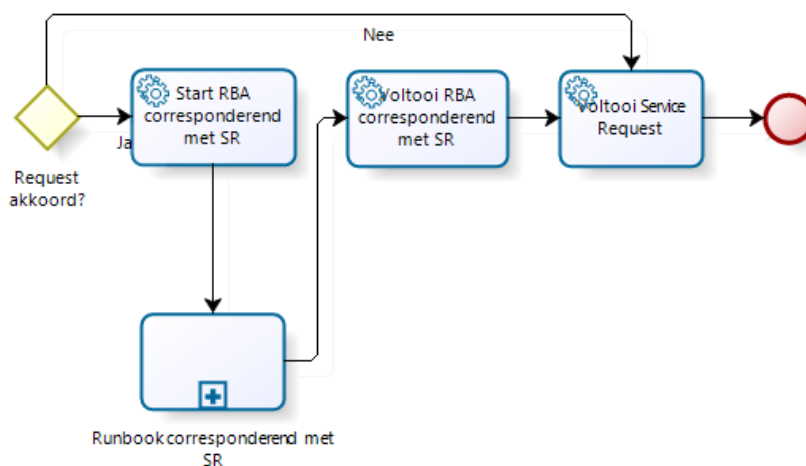 Nee
Start RBA
corresponderend
met SR
Voltooi RBA
corresponderend
met SR
Voltooi Service
Request
Ja
Request
akkoord?
Runbook corresponderend met
SR